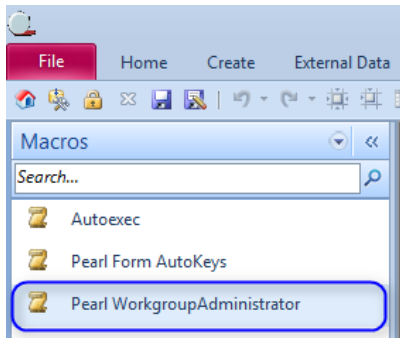 File Home Create External Data
Macros
Search...
Autoexec
Pearl Form AutoKeys
Pearl WorkgroupAdministrator